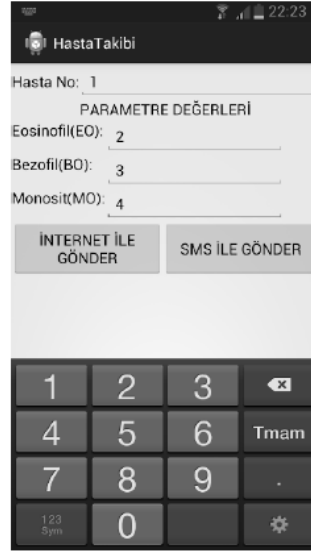 22:23
HastaTakibi
Hasta No: 1
PARAMETRE DEĞERLERİ
Eosinofil(EO): 2
Bezofil(BO): 3
Monosit(MO): 4
İNTERNET İLE
GÖNDER
SMS İLE GÖNDER
1 2 3
4 5 6 Tmam
7 8 9 .
123
Sym
0